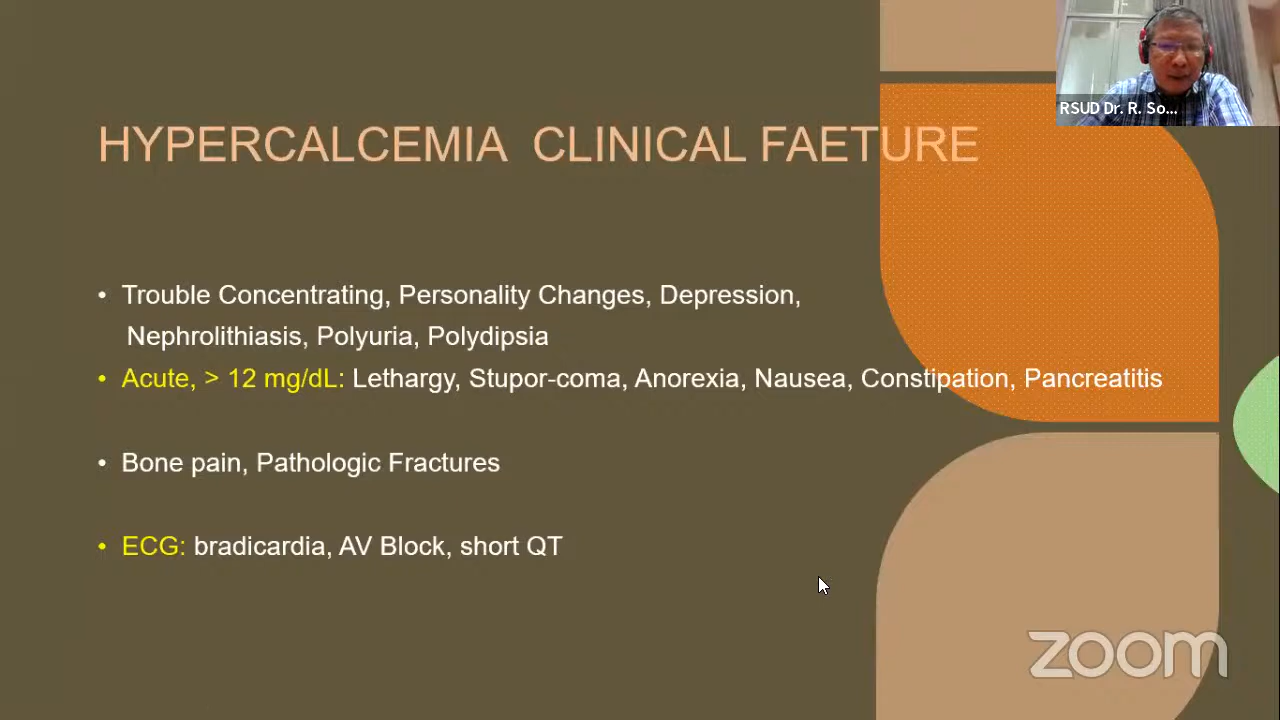 RSUD Dr. R. So...
HYPERCALCEMIA CLINICAL FAETURE
• Trouble Concentrating, Personality Changes, Depression,
Nephrolithiasis, Polyuria, Polydipsia
• Acute, > 12 mg/dL: Lethargy, Stupor-coma, Anorexia, Nausea, Constipation, Pancreatitis
• Bone pain, Pathologic Fractures
• ECG: bradicardia, AV Block, short QT
zoom